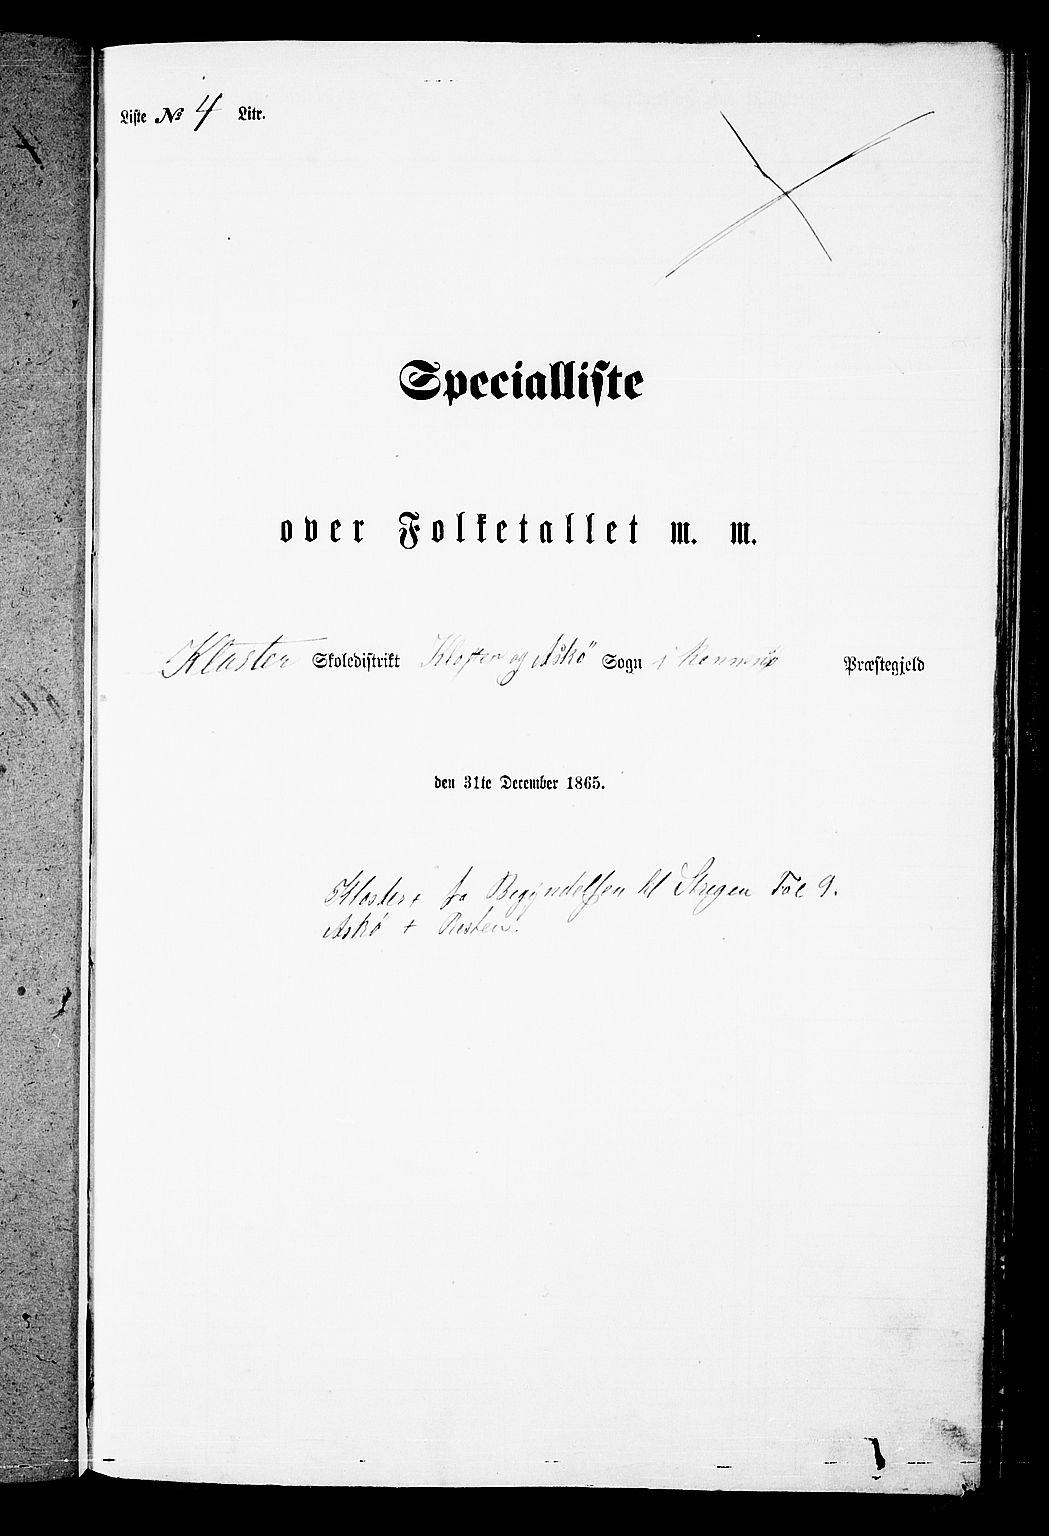 Liste No 4 Litr.
Specialliste
over Folketallet m. m.
Kloster Skoledistrikt Kloster og Askø Sogn i Rennesø Præstegjeld
den 31te December 1865.
Kloster + fra Begyndelsen til Stregen Fol 9.
Askø + Resten.